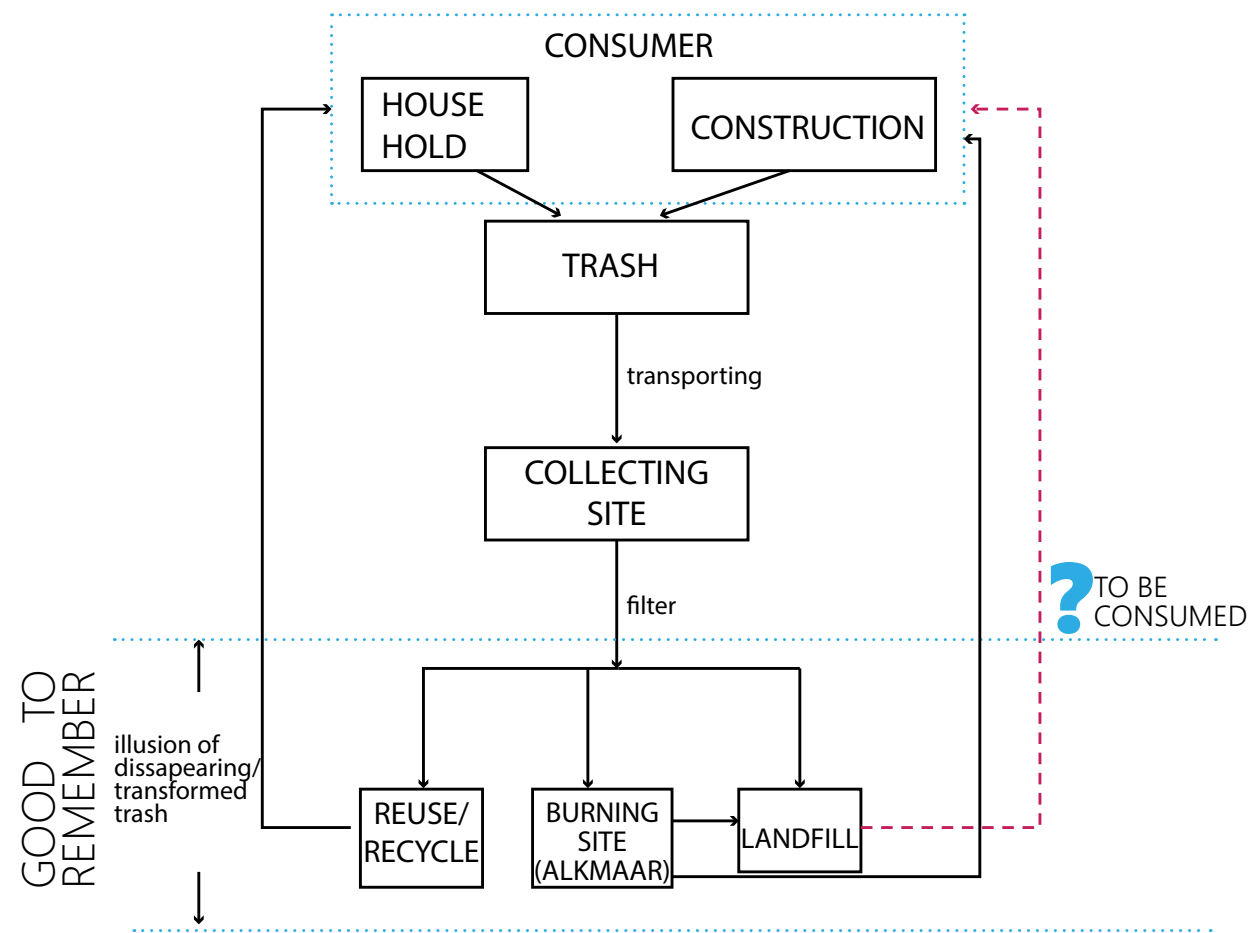 CONSUMER
HOUSE
HOLD
CONSTRUCTION
TRASH
transporting
COLLECTING
SITE
filter
? TO BE
CONSUMED
GOOD TO
REMEMBER
illusion of
dissapearing/
transformed
trash
REUSE/
RECYCLE
BURNING
SITE
(ALKMAAR)
LANDFILL